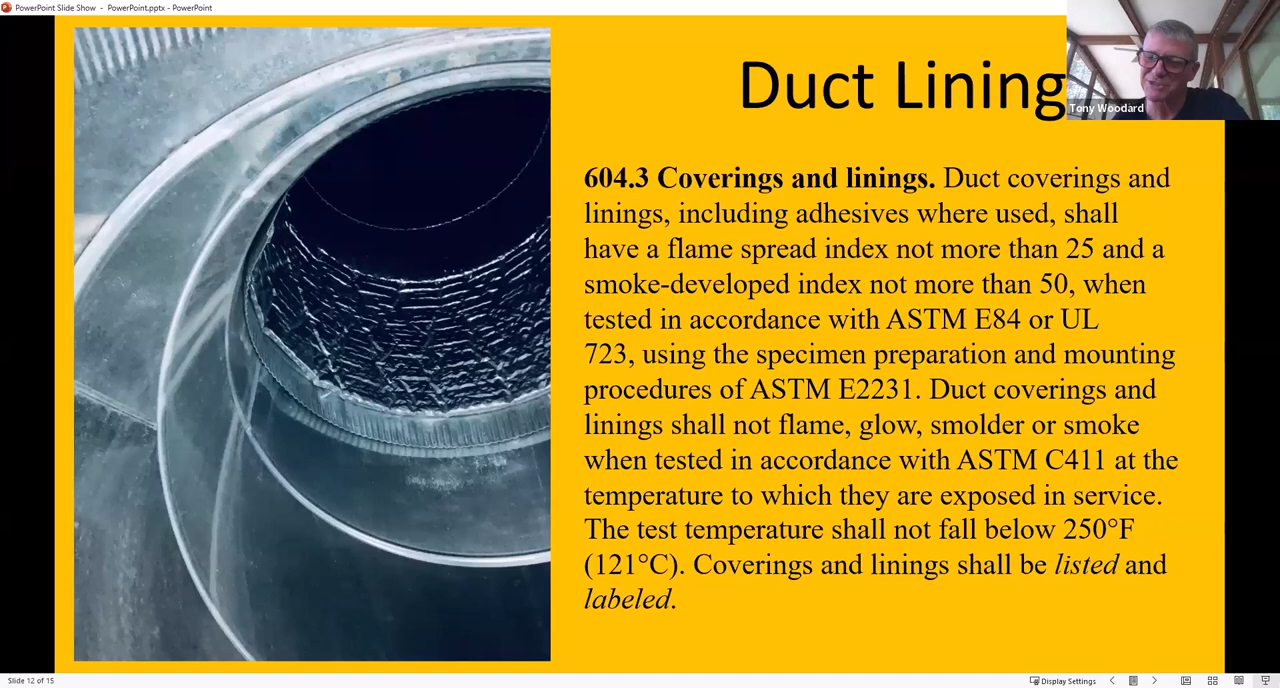 PowerPoint Slide Show - PowerPoint.pptx - PowerPoint
Duct Lining
Tony Woodard
604.3 Coverings and linings. Duct coverings and
linings, including adhesives where used, shall
have a flame spread index not more than 25 and a
smoke-developed index not more than 50, when
tested in accordance with ASTM E84 or UL
723, using the specimen preparation and mounting
procedures of ASTM E2231. Duct coverings and
linings shall not flame, glow, smolder or smoke
when tested in accordance with ASTM C411 at the
temperature to which they are exposed in service.
The test temperature shall not fall below 250°F
(121°C). Coverings and linings shall be listed and
labeled.
Slide 12 of 15
Display Settings